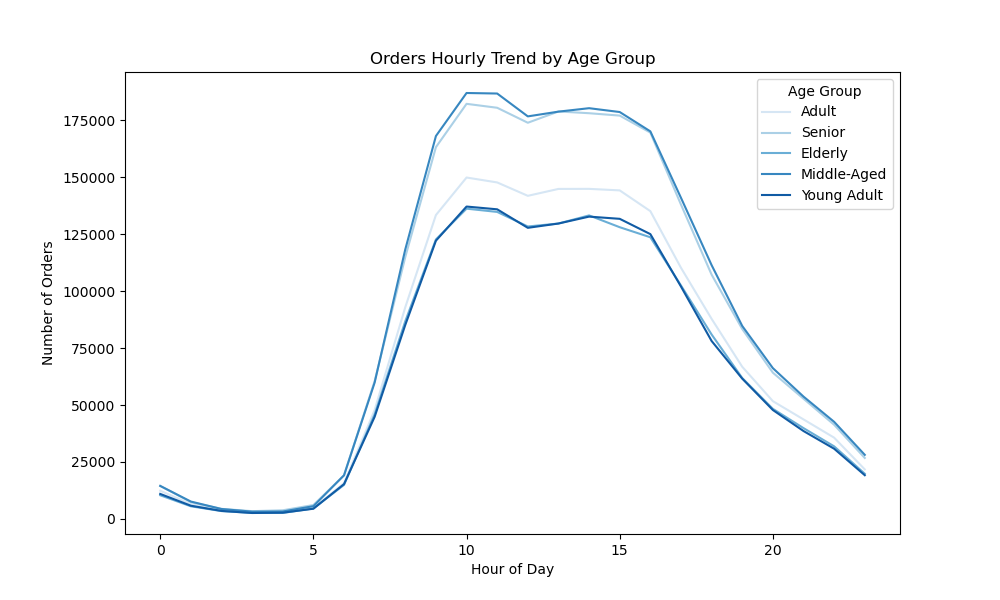 Orders Hourly Trend by Age Group
Age Group
Adult
Senior
Elderly
Middle-Aged
Young Adult
Number of Orders
175000
150000
125000
100000
75000
50000
25000
0
0 5 10 15 20
Hour of Day